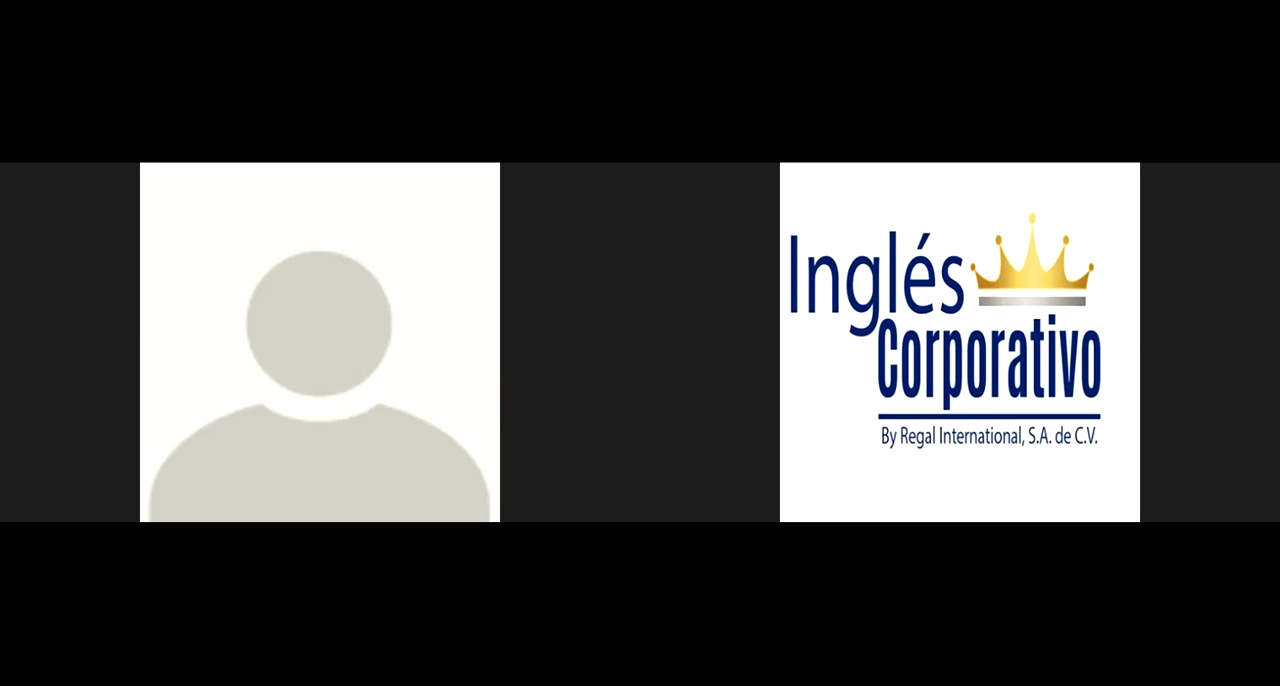 Inglés
Corporativo
By Regal International, S.A. de C.V.